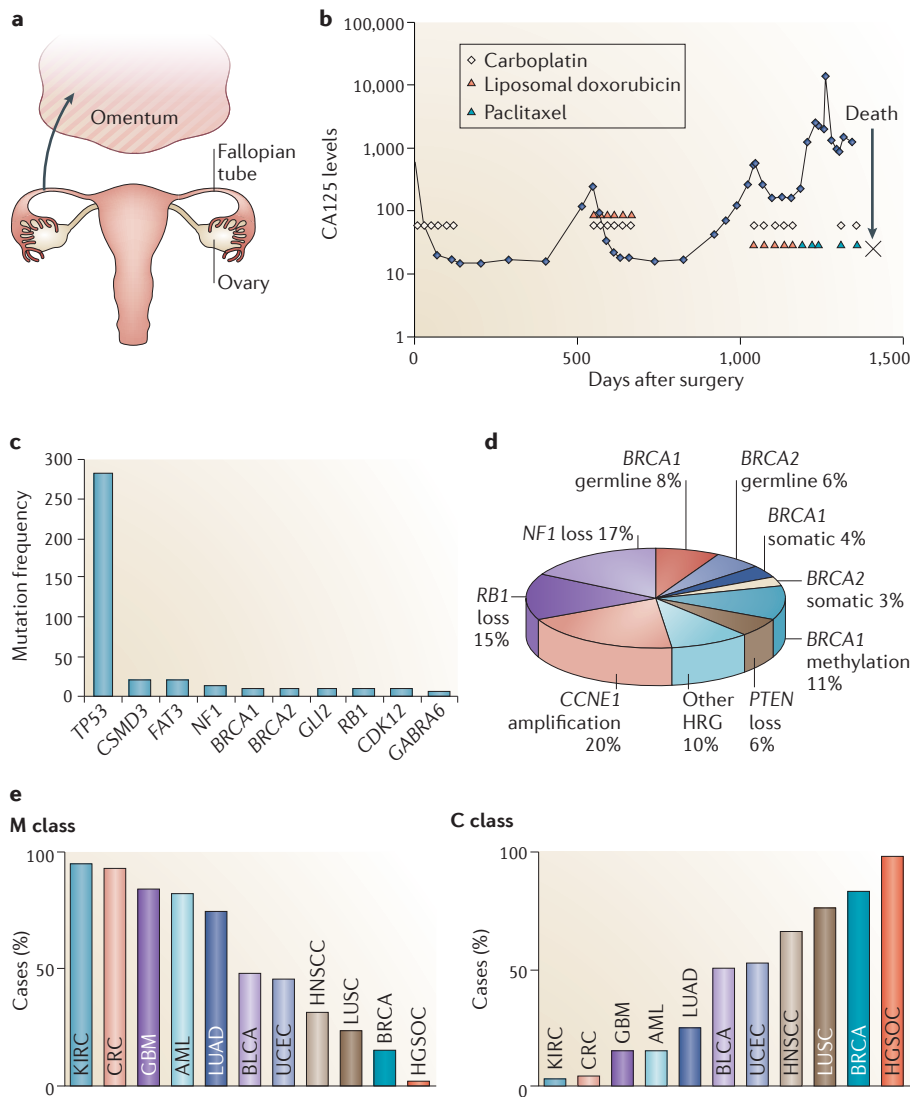 a
Omentum
Fallopian
tube
Ovary
b
100,000
10,000
1,000
100
10
1
CA125 levels
Carboplatin
Liposomal doxorubicin
Paclitaxel
Death
0
500
1,000
1,500
Days after surgery
c
300
250
200
150
100
50
0
Mutation frequency
TP53
CSMD3
FAT3
NF1
BRCA1
BRCA2
GLI2
RB1
CDK12
GABRA6
d
BRCA1
germline 8%
BRCA2
germline 6%
BRCA1
somatic 4%
BRCA2
somatic 3%
BRCA1
methylation
11%
PTEN
loss
6%
Other
HRG
10%
CCNE1
amplification
20%
RB1
loss
15%
NF1 loss 17%
e
M class
100
50
0
Cases (%)
KIRC
CRC
GBM
AML
LUAD
BLCA
UCEC
HNSCC
LUSC
BRCA
HGSOC
C class
100
50
0
Cases (%)
KIRC
CRC
GBM
AML
LUAD
BLCA
UCEC
HNSCC
LUSC
BRCA
HGSOC